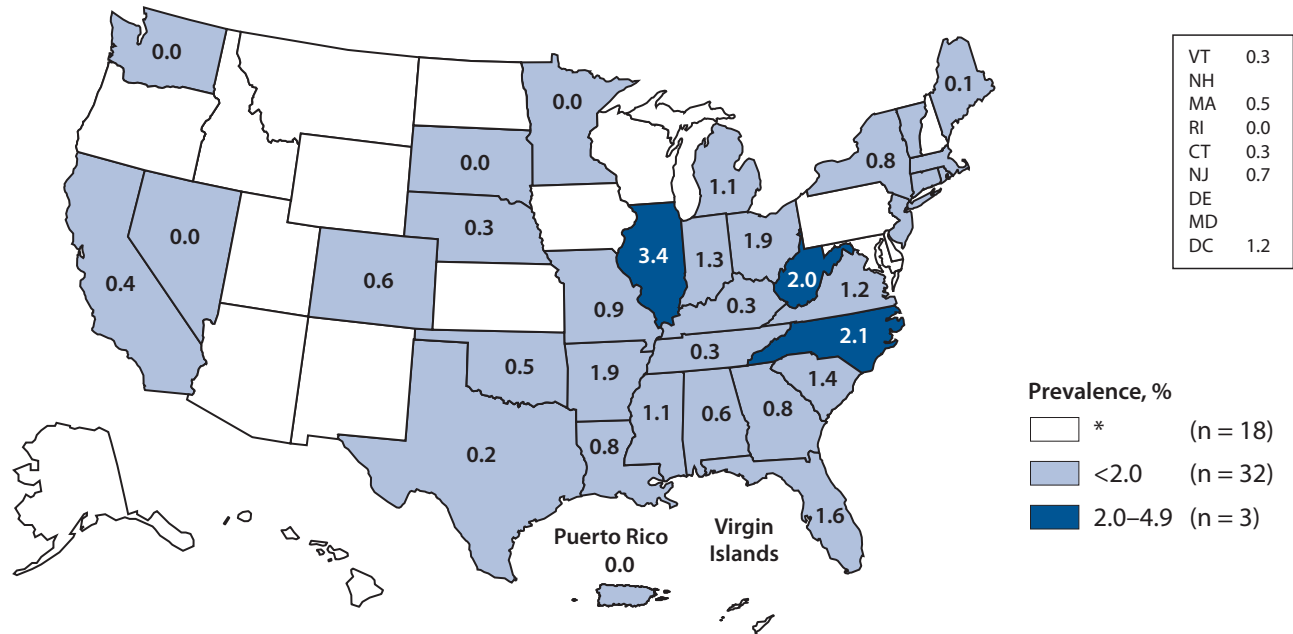 0.0
0.0
0.1
0.8
0.0
1.1
0.3
0.0
1.9
3.4
1.3
0.4
0.6
2.0
1.2
0.9
0.3
2.1
0.3
0.5
1.9
1.4
1.1
0.6
0.8
0.2
0.8
1.6
Puerto Rico
0.0
Virgin
Islands
VT 0.3
NH
MA 0.5
RI 0.0
CT 0.3
NJ 0.7
DE
MD
DC 1.2
Prevalence, %
* (n = 18)
<2.0 (n = 32)
2.0–4.9 (n = 3)